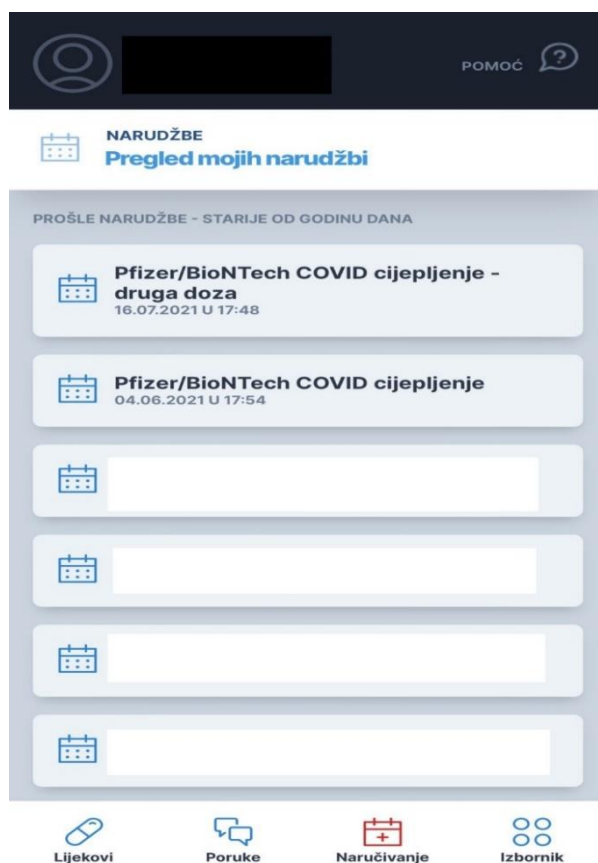 POMOĆ
NARUDŽBE
Pregled mojih narudžbi
PROŠLE NARUDŽBE - STARIJE OD GODINU DANA
Pfizer/BioNTech COVID cijepljenje -
druga doza
16.07.2021 U 17:48
Pfizer/BioNTech COVID cijepljenje
04.06.2021 U 17:54
Lijekovi Poruke Naručivanje Izbornik